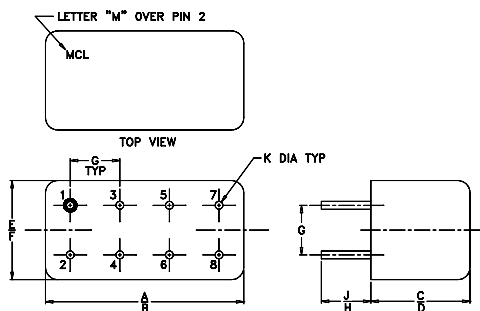 LETTER "M" OVER PIN 2
MCL
TOP VIEW
G
TYP
K DIA TYP
1 3 5 7
E
F
G
2 4 6 8
A
B
J
H
C
D